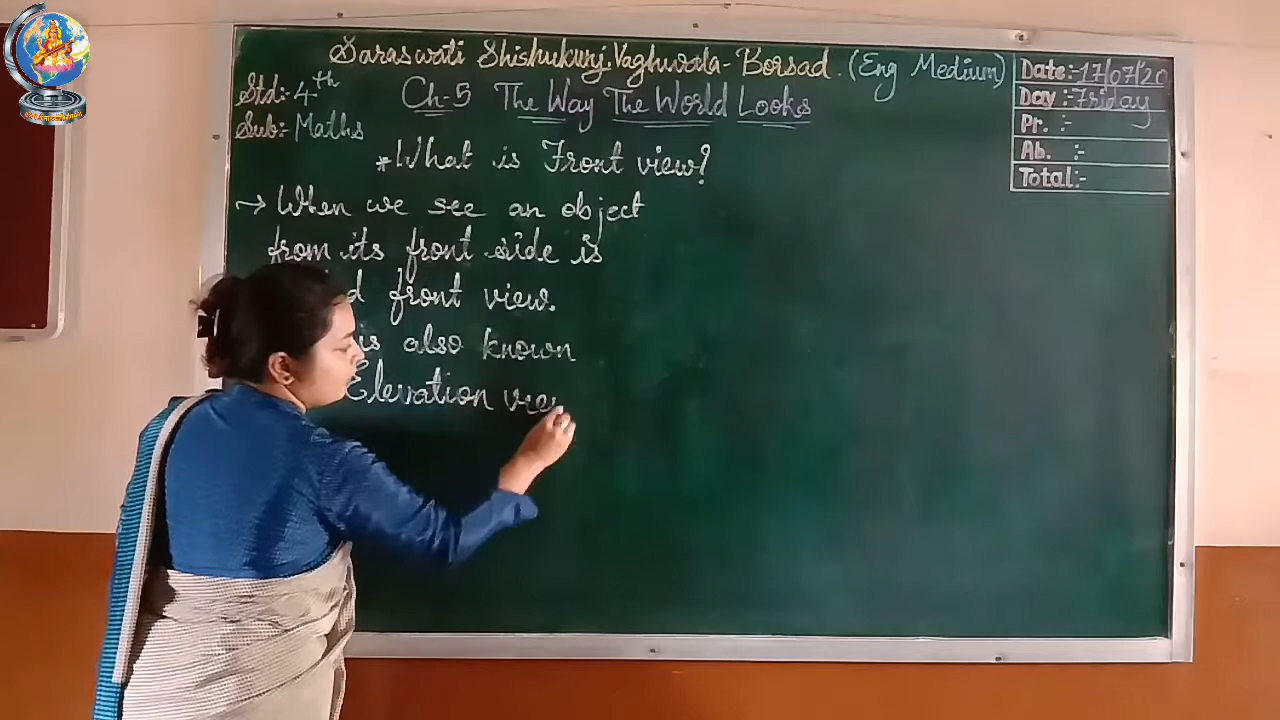 Saraswati Shishukunj Vaghwala - Borsad. (Eng Medium)
Date:-17/07/20
Std:- 4th
Ch-5 The Way The World Looks
Day :- Friday
Sub:- Maths
Pr. :-
* What is Front view?
Ab. :-
Total:-
→ When we see an object
from its front side is
front view.
is also known
Elevation view